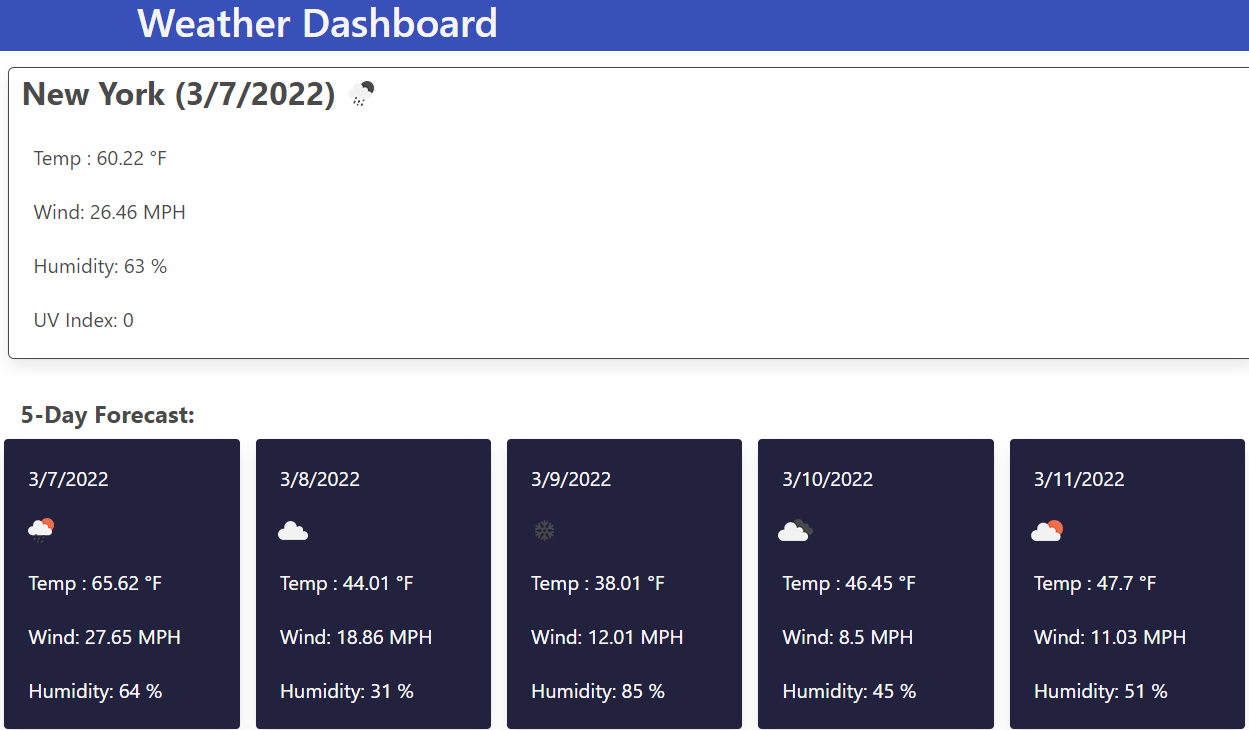 Weather Dashboard
New York (3/7/2022)
Temp : 60.22 °F
Wind: 26.46 MPH
Humidity: 63 %
UV Index: 0
5-Day Forecast:
3/7/2022
Temp : 65.62 °F
Wind: 27.65 MPH
Humidity: 64 %
3/8/2022
Temp : 44.01 °F
Wind: 18.86 MPH
Humidity: 31 %
3/9/2022
Temp : 38.01 °F
Wind: 12.01 MPH
Humidity: 85 %
3/10/2022
Temp : 46.45 °F
Wind: 8.5 MPH
Humidity: 45 %
3/11/2022
Temp : 47.7 °F
Wind: 11.03 MPH
Humidity: 51 %